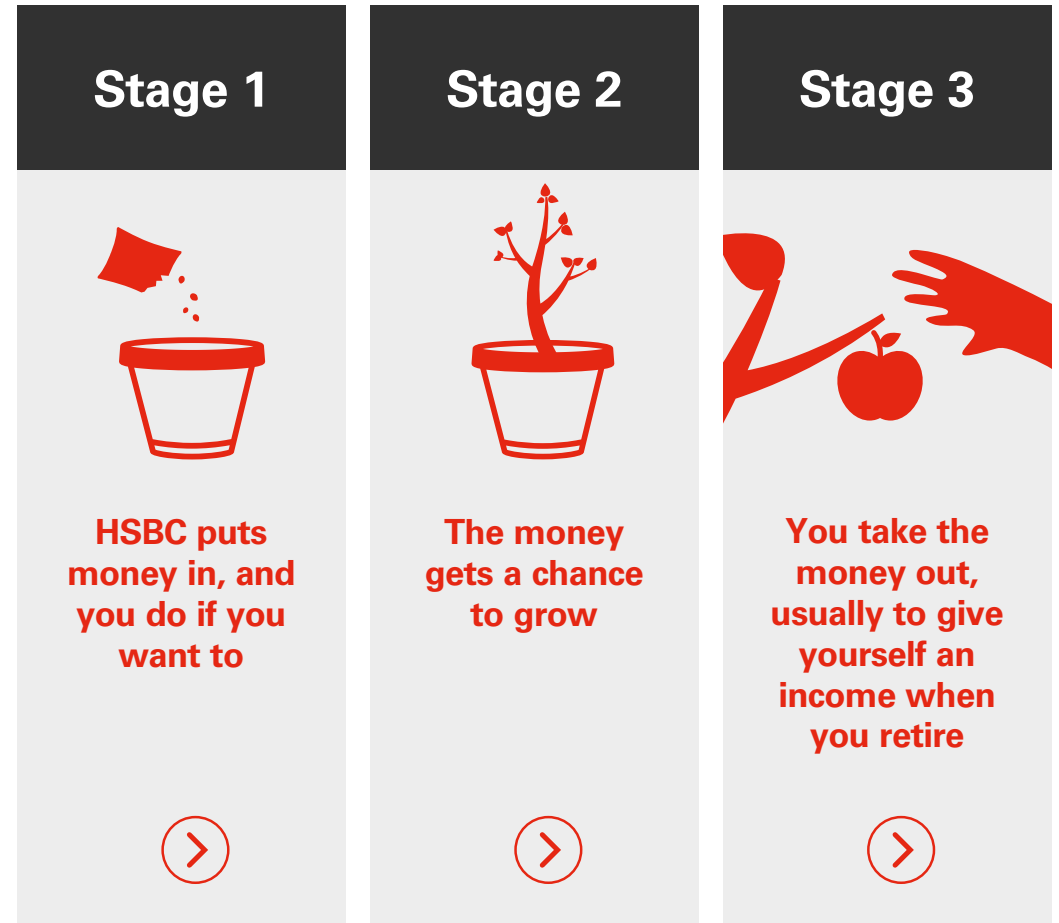 Stage 1
HSBC puts
money in, and
you do if you
want to
Stage 2
The money
gets a chance
to grow
Stage 3
You take the
money out,
usually to give
yourself an
income when
you retire